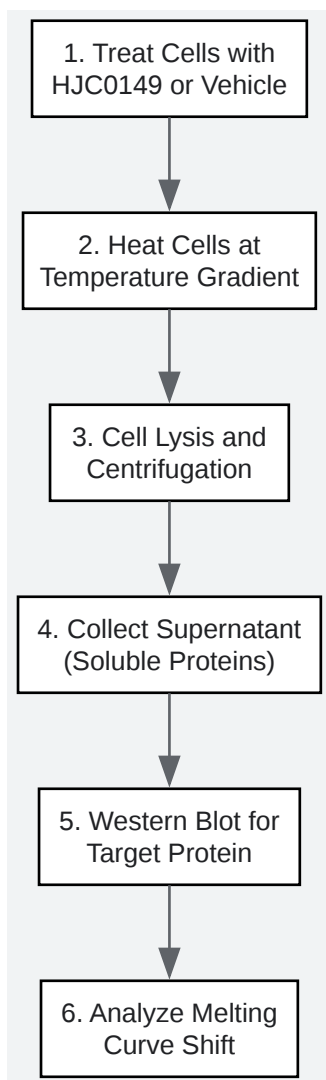 1. Treat Cells with
HJC0149 or Vehicle
2. Heat Cells at
Temperature Gradient
3. Cell Lysis and
Centrifugation
4. Collect Supernatant
(Soluble Proteins)
5. Western Blot for
Target Protein
6. Analyze Melting
Curve Shift